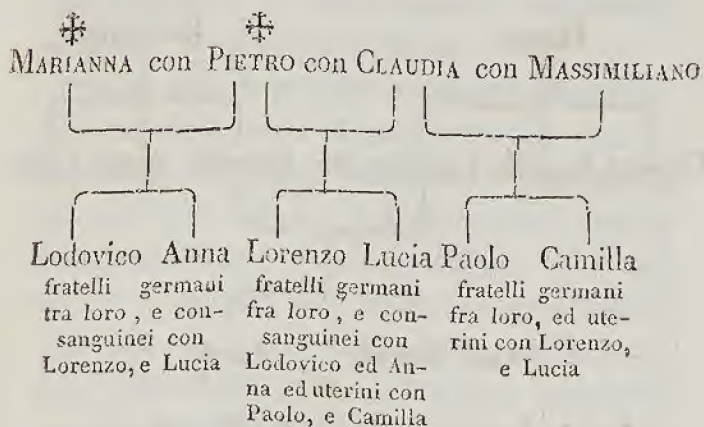 MARIANNA con PIETRO con CLAUDIA con MASSIMILIANO
Lodovico Anna
fratelli germani
tra loro, e con-
sanguinei con
Lorenzo, e Lucia
Lorenzo Lucia
fratelli germani
fra loro, e con-
sanguinei con
Lodovico ed An-
na ed uterini con
Paolo, e Camilla
Paolo Camilla
fratelli germani
fra loro, ed ute-
rini con Lorenzo,
e Lucia